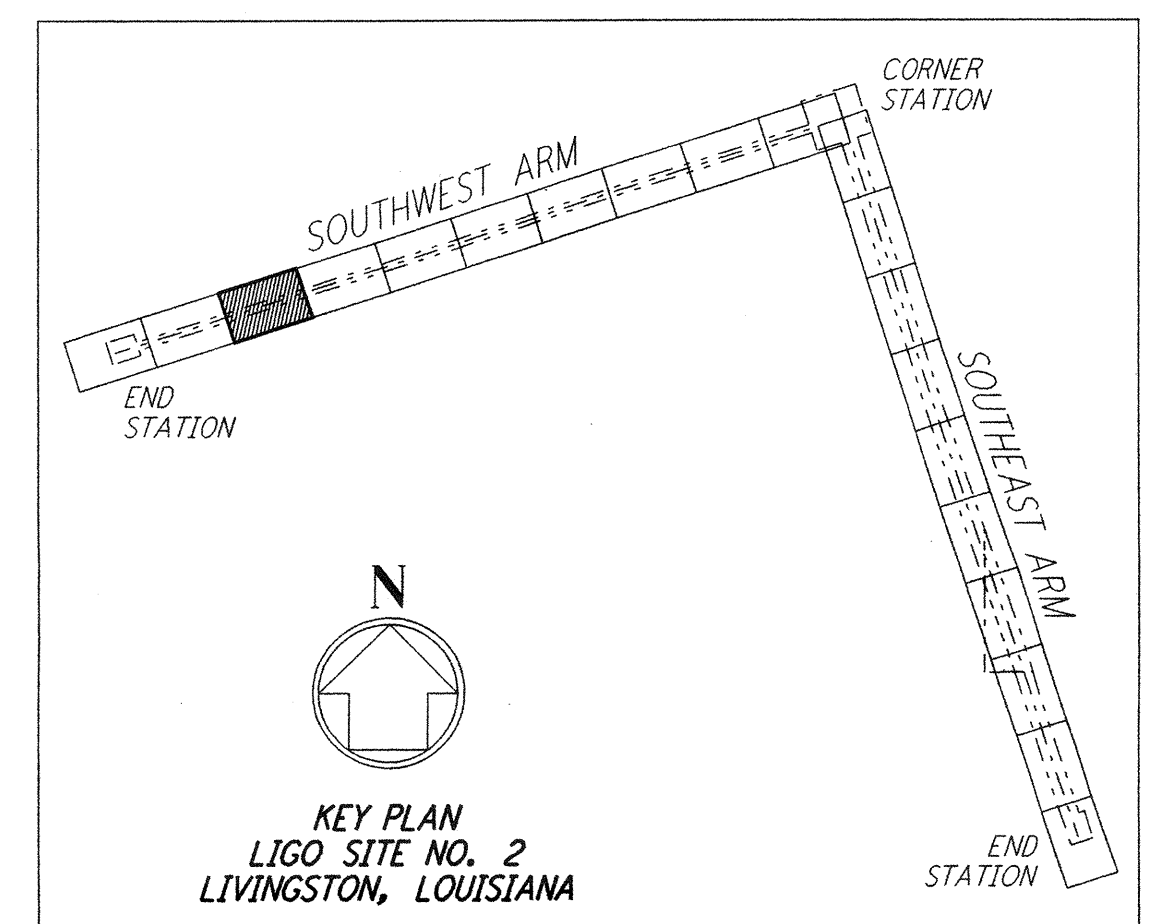 CORNER
STATION
SOUTHWEST ARM
END
STATION
SOUTHEAST ARM
N
KEY PLAN
LIGO SITE NO. 2
LIVINGSTON, LOUISIANA
END
STATION